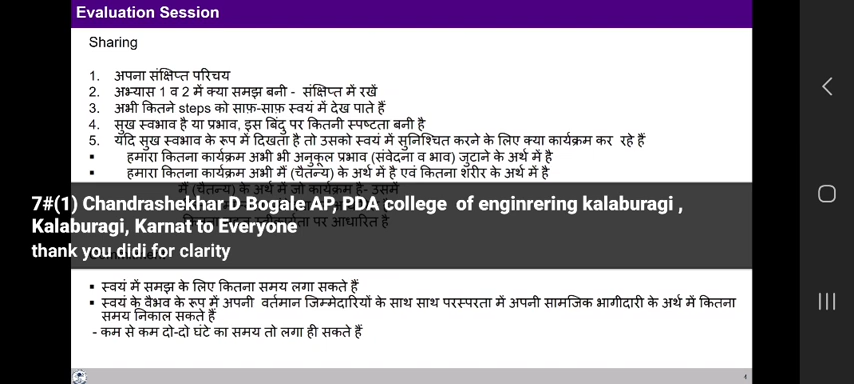 Evaluation Session
Sharing
1. अपना संक्षिप्त परिचय
2. अभ्यास 1 व 2 में क्या समझ बनी - संक्षिप्त में रखें
3. अभी कितने steps को साफ़-साफ़ स्वयं में देख पाते हैं
4. सुख स्वभाव है या प्रभाव, इस बिंदु पर कितनी स्पष्टता बनी है
5. यदि सुख स्वभाव के रूप में दिखता है तो उसको स्वयं में सुनिश्चित करने के लिए क्या कार्यक्रम कर रहे हैं
▪ हमारा कितना कार्यक्रम अभी भी अनुकूल प्रभाव (संवेदना व भाव) जुटाने के अर्थ में है
▪ हमारा कितना कार्यक्रम अभी मैं (चैतन्य) के अर्थ में है एवं कितना शरीर के अर्थ में है
मैं (चैतन्य) के अर्थ में जो कार्यक्रम है- उसमें
7#(1) Chandrashekhar D Bogale AP, PDA college of enginrering kalaburagi ,
Kalaburagi, Karnat to Everyone
पर आधारित है
thank you didi for clarity
▪ स्वयं में समझ के लिए कितना समय लगा सकते हैं
▪ स्वयं के वैभव के रूप में अपनी वर्तमान जिम्मेदारियों के साथ साथ परस्परता में अपनी सामजिक भागीदारी के अर्थ में कितना
समय निकाल सकते हैं
- कम से कम दो-दो घंटे का समय तो लगा ही सकते हैं